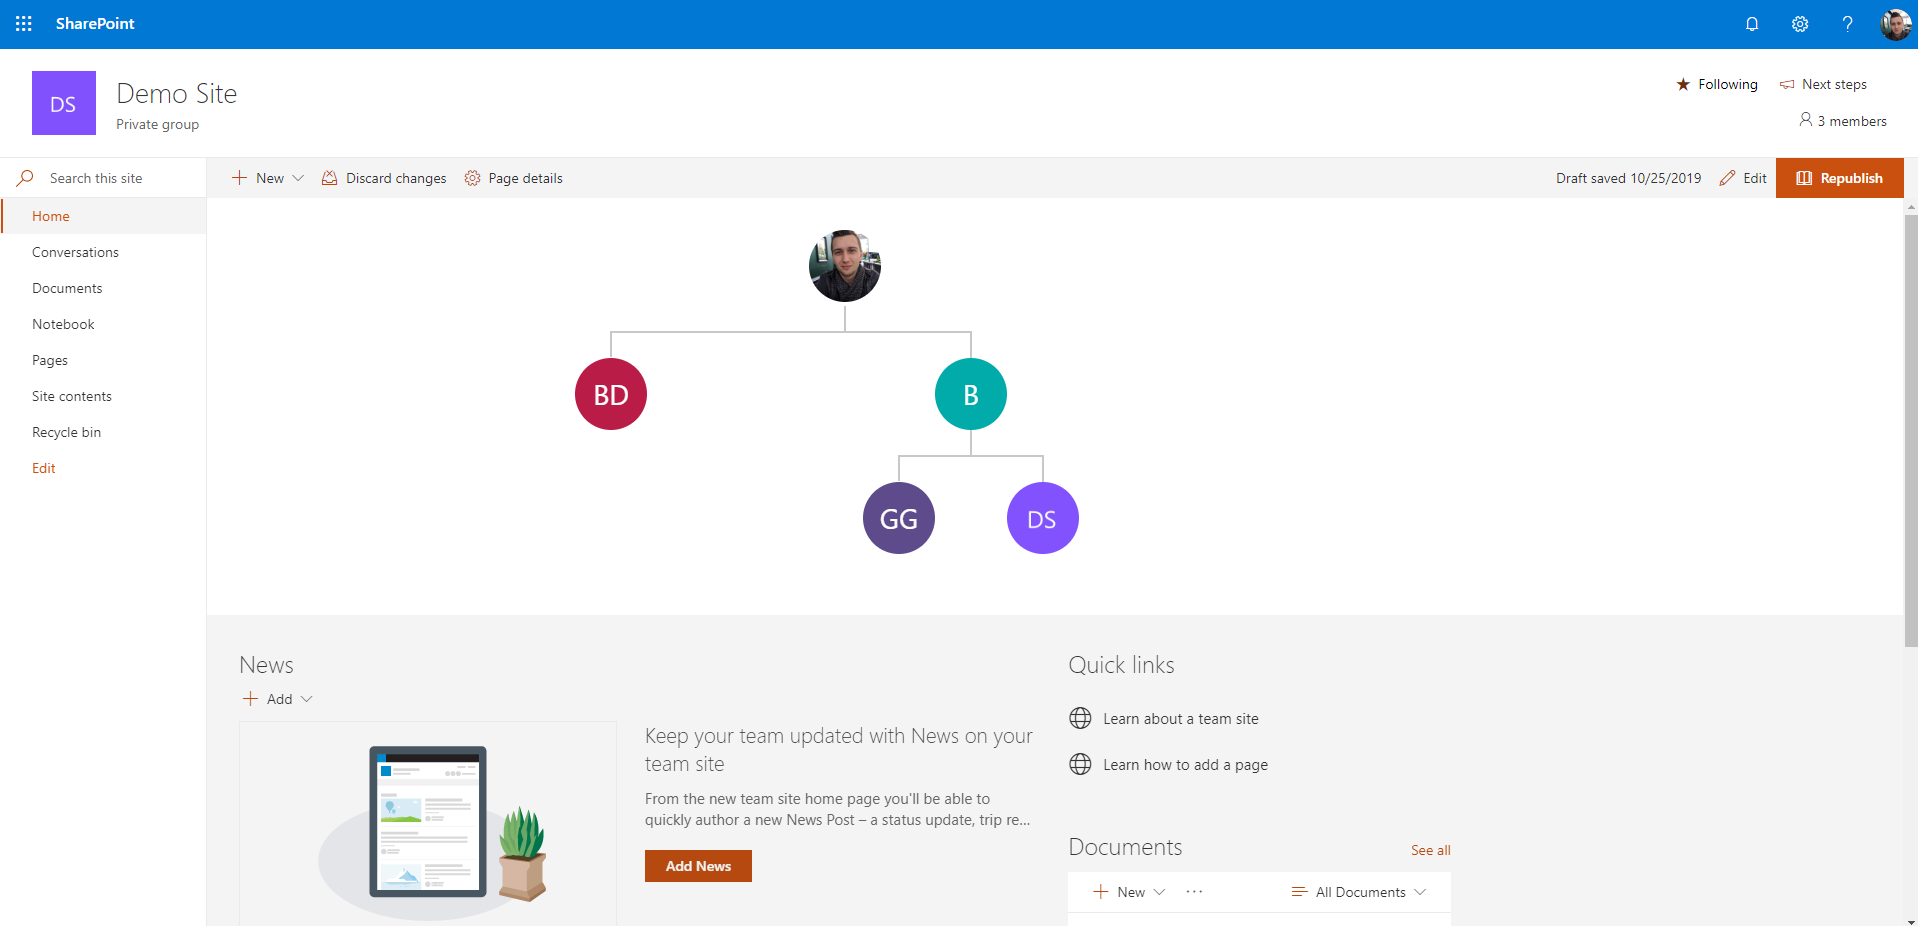 SharePoint
?
DS
Demo Site
Private group
Following
Next steps
3 members
Search this site
New
Discard changes
Page details
Draft saved 10/25/2019
Edit
Republish
Home
Conversations
Documents
Notebook
Pages
Site contents
Recycle bin
Edit
BD
B
GG
DS
News
Add
Keep your team updated with News on your
team site
From the new team site home page you'll be able to
quickly author a new News Post – a status update, trip re...
Add News
Quick links
Learn about a team site
Learn how to add a page
Documents
See all
New
···
All Documents